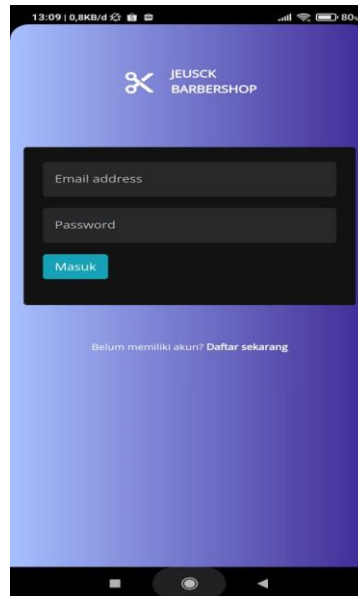 13:09 | 0,8KB/d
80
JEUSCK
BARBERSHOP
Email address
Password
Masuk
Belum memiliki akun? Daftar sekarang